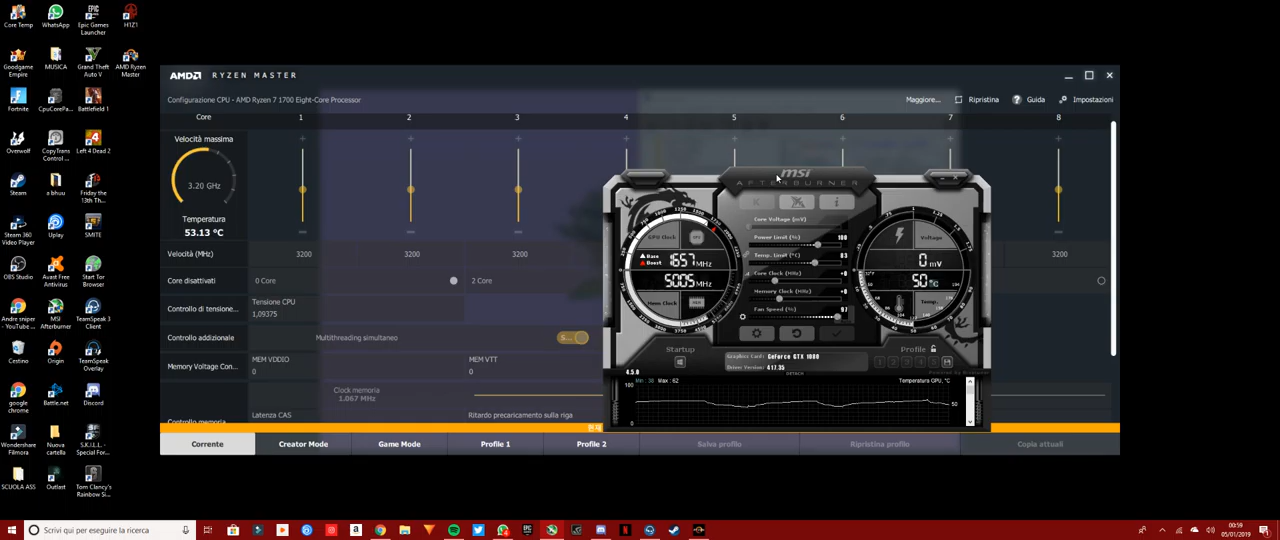 Core Temp
WhatsApp
Epic Games Launcher
H1Z1
Goodgame Empire
MUSICA
Grand Theft Auto V
AMD Ryzen Master
Fortnite
CpuCorePa...
Battlefield 1
Overwolf
CopyTrans Control ...
Left 4 Dead 2
Steam
a bhuu
Friday the 13th Th...
Steam 360 Video Player
Uplay
SMITE
OBS Studio
Avast Free Antivirus
Start Tor Browser
Andre sniper - YouTube ...
MSI Afterburner
TeamSpeak 3 Client
Cestino
Origin
TeamSpeak Overlay
google chrome
Battle.net
Discord
Wondershare Filmora
Nuova cartella
S.K.I.L.L. - Special For...
SCUOLA ASS
Outlast
Tom Clancy's Rainbow Si...
AMD RYZEN MASTER
Configurazione CPU - AMD Ryzen 7 1700 Eight-Core Processor
Maggiore...
Ripristina
Guida
Impostazioni
Core 1 2 3 4 5 6 7 8
Velocità massima
3.20 GHz
Temperatura
53.13 °C
Velocità (MHz) 3200 3200 3200 3200
Core disattivati 0 Core 2 Core
Controllo di tensione...
Tensione CPU
1,09375
Controllo addizionale Multithreading simultaneo S...
Memory Voltage Con...
MEM VDDIO
0
MEM VTT
0
Clock memoria
1.067 MHz
Controllo memoria
Latenza CAS
Ritardo precaricamento sulla riga
Corrente
Creator Mode
Game Mode
Profile 1
Profile 2
Salva profilo
Ripristina profilo
Copia attuali
msi
AFTERBURNER
GPU Clock
Base
Boost
1657 MHz
5005 MHz
Mem Clock
Core Voltage (mV)
Power Limit (%) 100
Temp. Limit (°C) 83
Core Clock (MHz) +0
Memory Clock (MHz) +0
Fan Speed (%) 97
Voltage
0 mV
50 °C
Temp.
Startup
Profile
1 2 3 4 5
Graphics Card: GeForce GTX 1080
Driver Version: 417.35
DETACH
4.5.0
Min : 38 Max : 62
Temperatura GPU, °C
100
50
0
Scrivi qui per eseguire la ricerca
00:59
05/01/2019